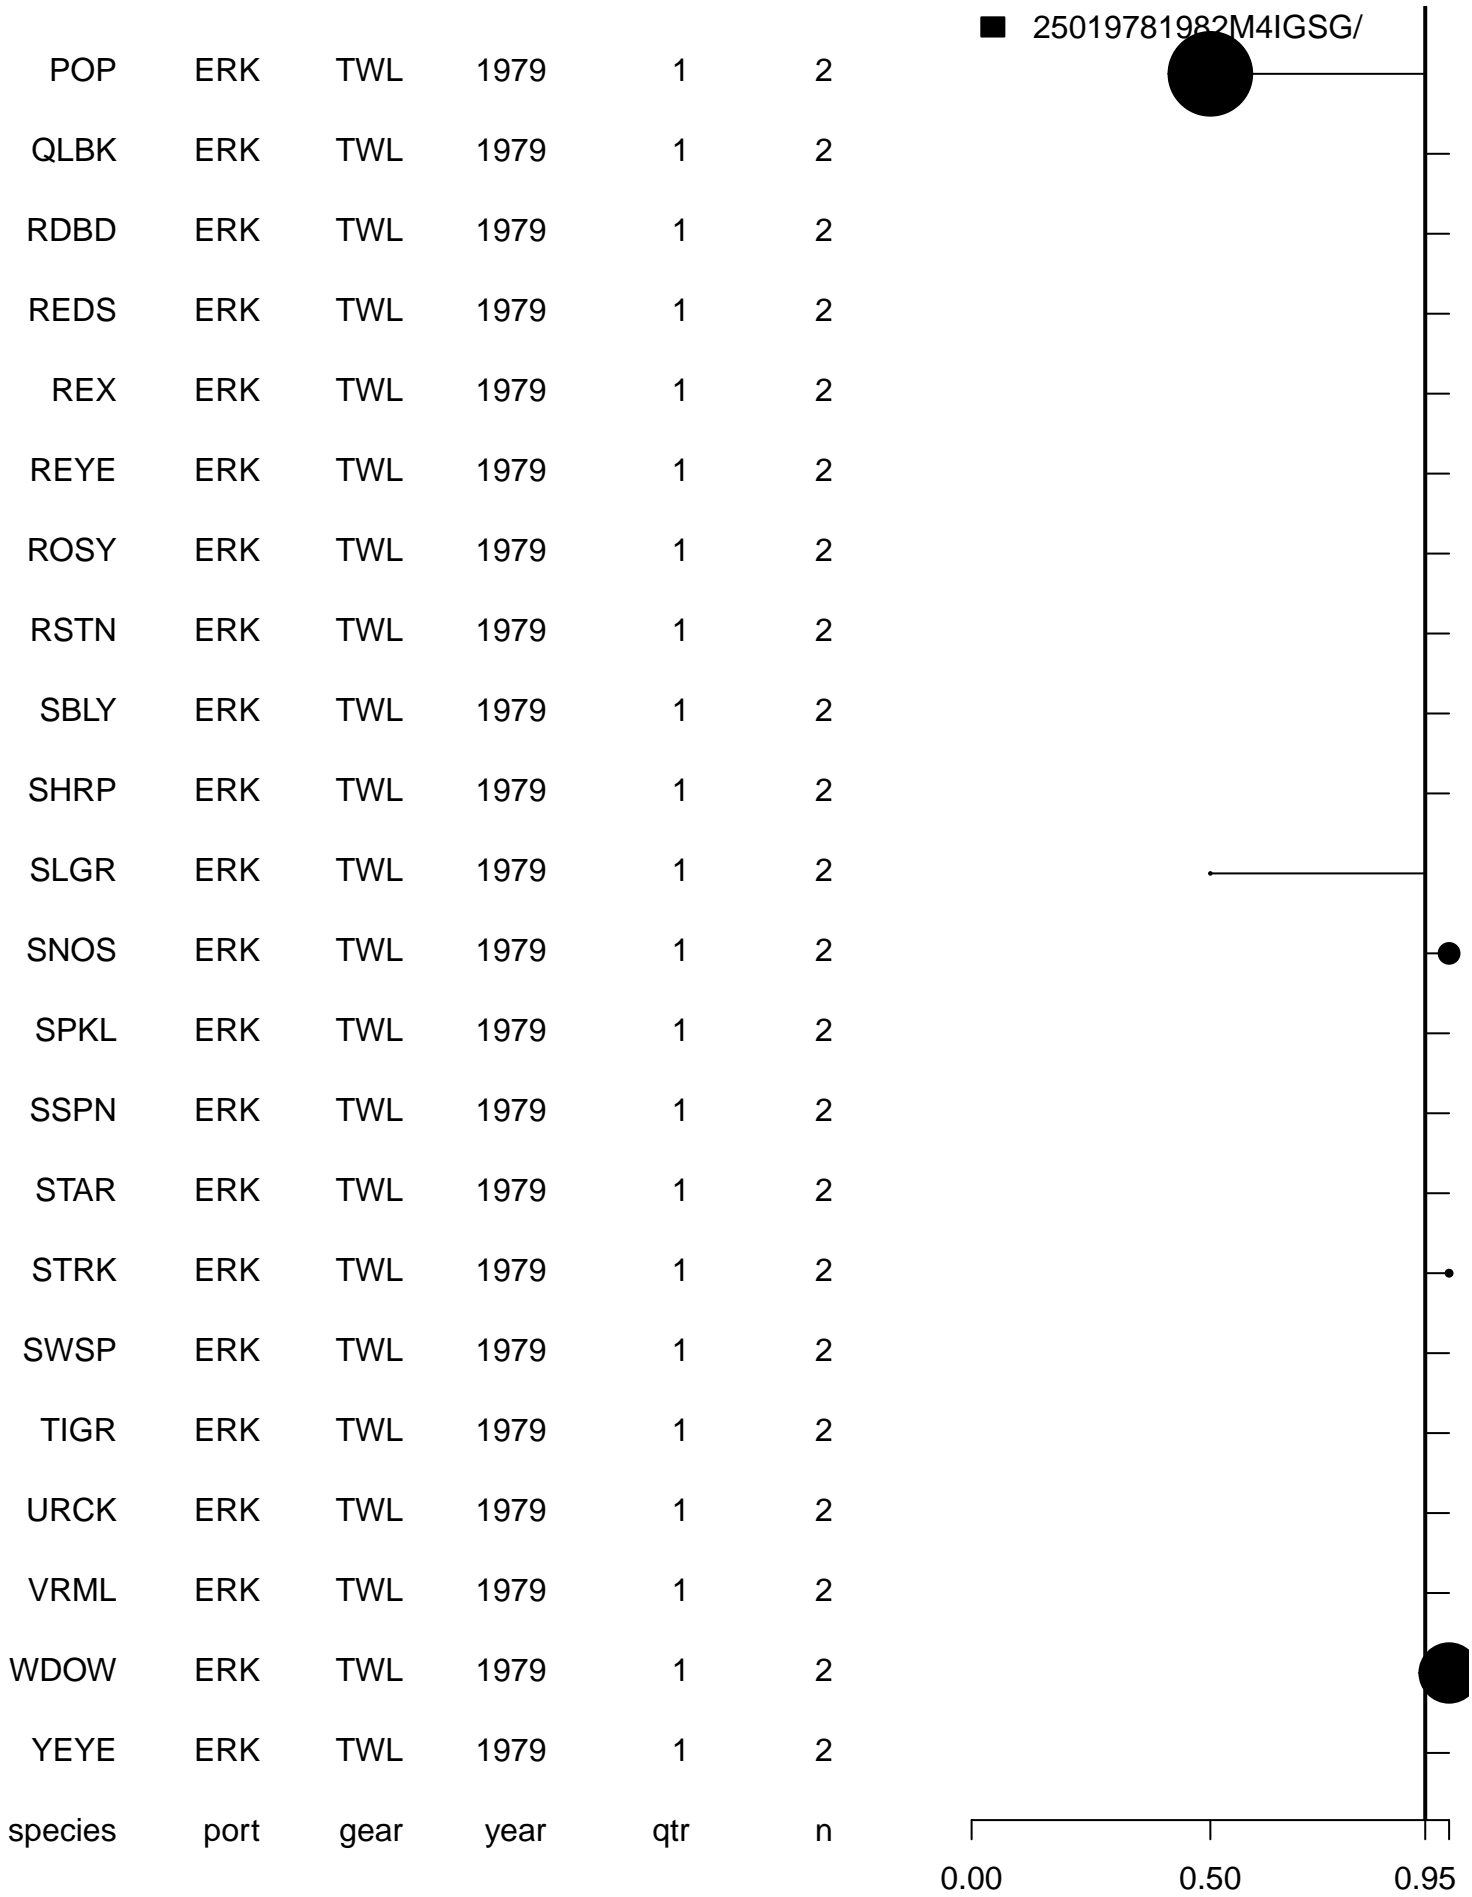 25019781982M4IGSG/
POP ERK TWL 1979 1 2
QLBK ERK TWL 1979 1 2
RDBD ERK TWL 1979 1 2
REDS ERK TWL 1979 1 2
REX ERK TWL 1979 1 2
REYE ERK TWL 1979 1 2
ROSY ERK TWL 1979 1 2
RSTN ERK TWL 1979 1 2
SBLY ERK TWL 1979 1 2
SHRP ERK TWL 1979 1 2
SLGR ERK TWL 1979 1 2
SNOS ERK TWL 1979 1 2
SPKL ERK TWL 1979 1 2
SSPN ERK TWL 1979 1 2
STAR ERK TWL 1979 1 2
STRK ERK TWL 1979 1 2
SWSP ERK TWL 1979 1 2
TIGR ERK TWL 1979 1 2
URCK ERK TWL 1979 1 2
VRML ERK TWL 1979 1 2
WDOW ERK TWL 1979 1 2
YEYE ERK TWL 1979 1 2
species port gear year qtr n
0.00 0.50 0.95